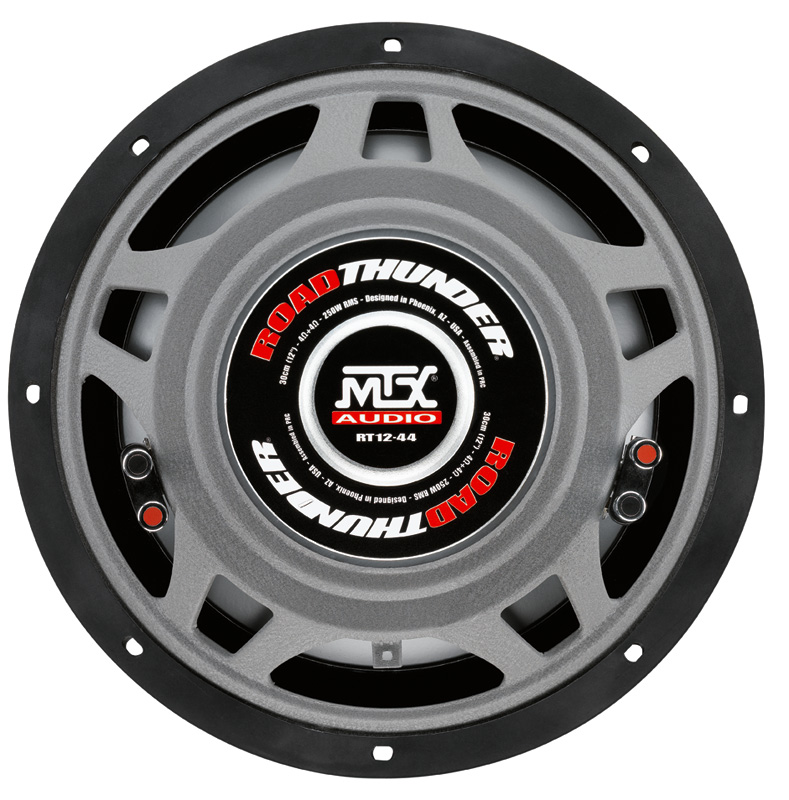 ROADTHUNDER®
30cm (12") - 4Ω+4Ω - 250W RMS - Designed in Phoenix, AZ - USA - Assembled in PRC
MTX®
AUDIO
RT12-44
30cm (12") - 4Ω+4Ω - 250W RMS - Designed in Phoenix, AZ - USA - Assembled in PRC
ROADTHUNDER®